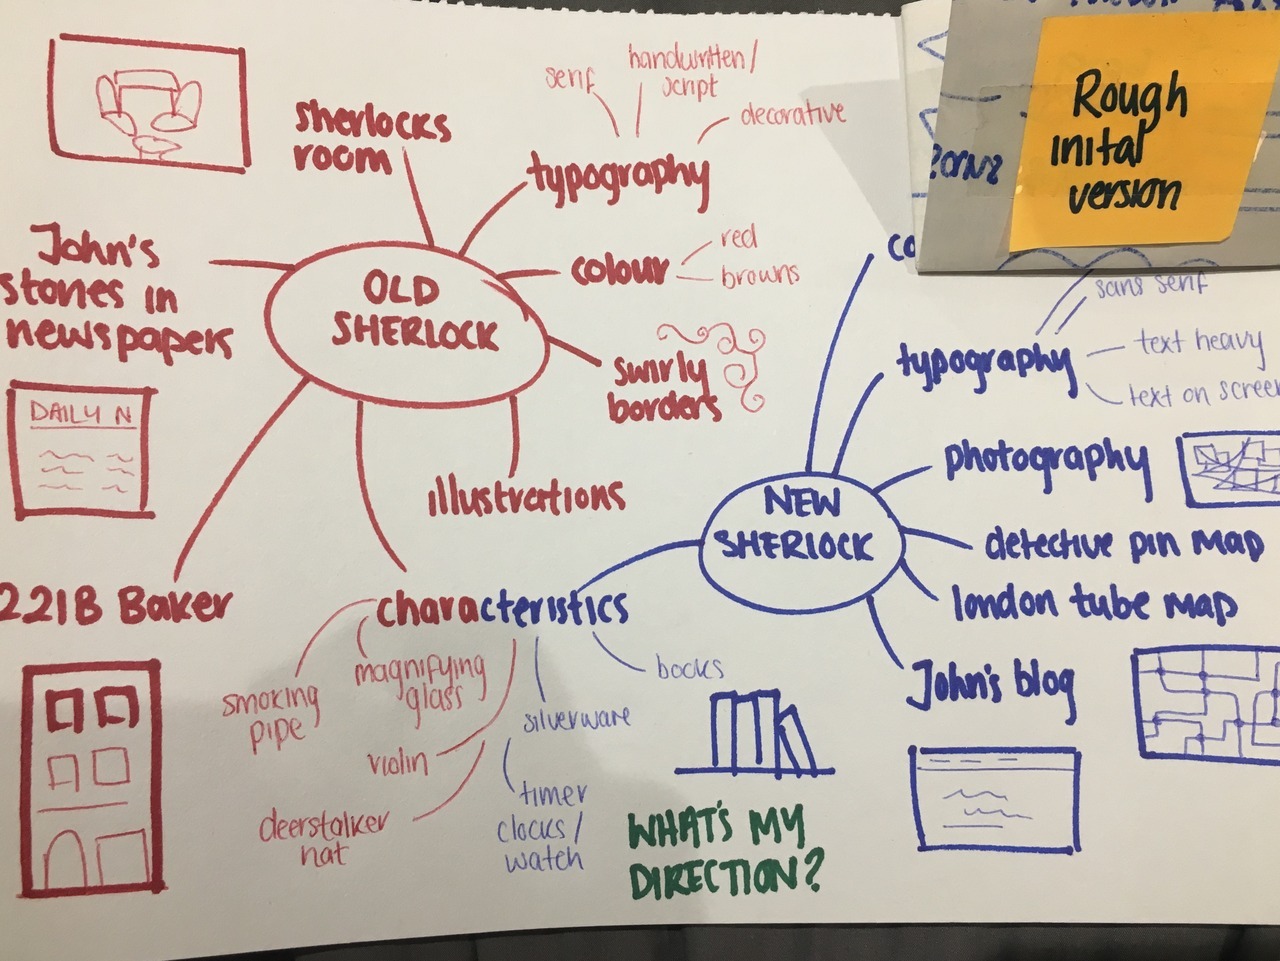 Rough
inital
version
sherlocks
room
serif
handwritten/
script
decorative
typography
John's
stories in
newspapers
OLD
SHERLOCK
colour
red
browns
swirly
borders
DAILY N
illustrations
221B Baker
characteristics
smoking
pipe
magnifying
glass
violin
deerstalker
hat
silverware
timer
clocks/
watch
books
WHAT'S MY
DIRECTION?
NEW
SHERLOCK
co
typography
sans serif
text heavy
text on screen
photography
detective pin map
london tube map
John's blog